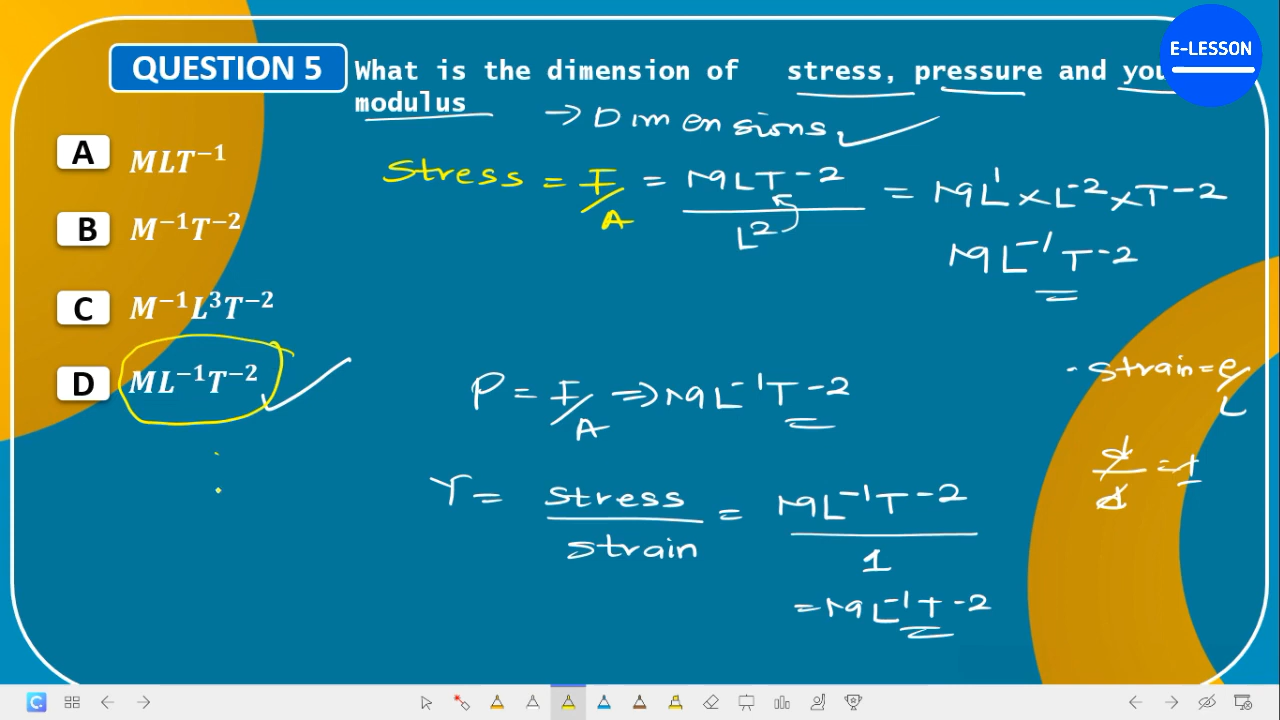 E-LESSON
QUESTION 5
What is the dimension of stress, pressure and you
modulus
→ Dimensions
A MLT⁻¹
B M⁻¹T⁻²
C M⁻¹L³T⁻²
D ML⁻¹T⁻²
Stress = F/A = MLT-2 / L² = ML¹ × L⁻² × T-2
ML⁻¹T-2
P = F/A ⇒ ML⁻¹T-2
- Strain = e/L
= 1
Y = stress / strain = ML⁻¹T-2 / 1
= ML⁻¹T-2